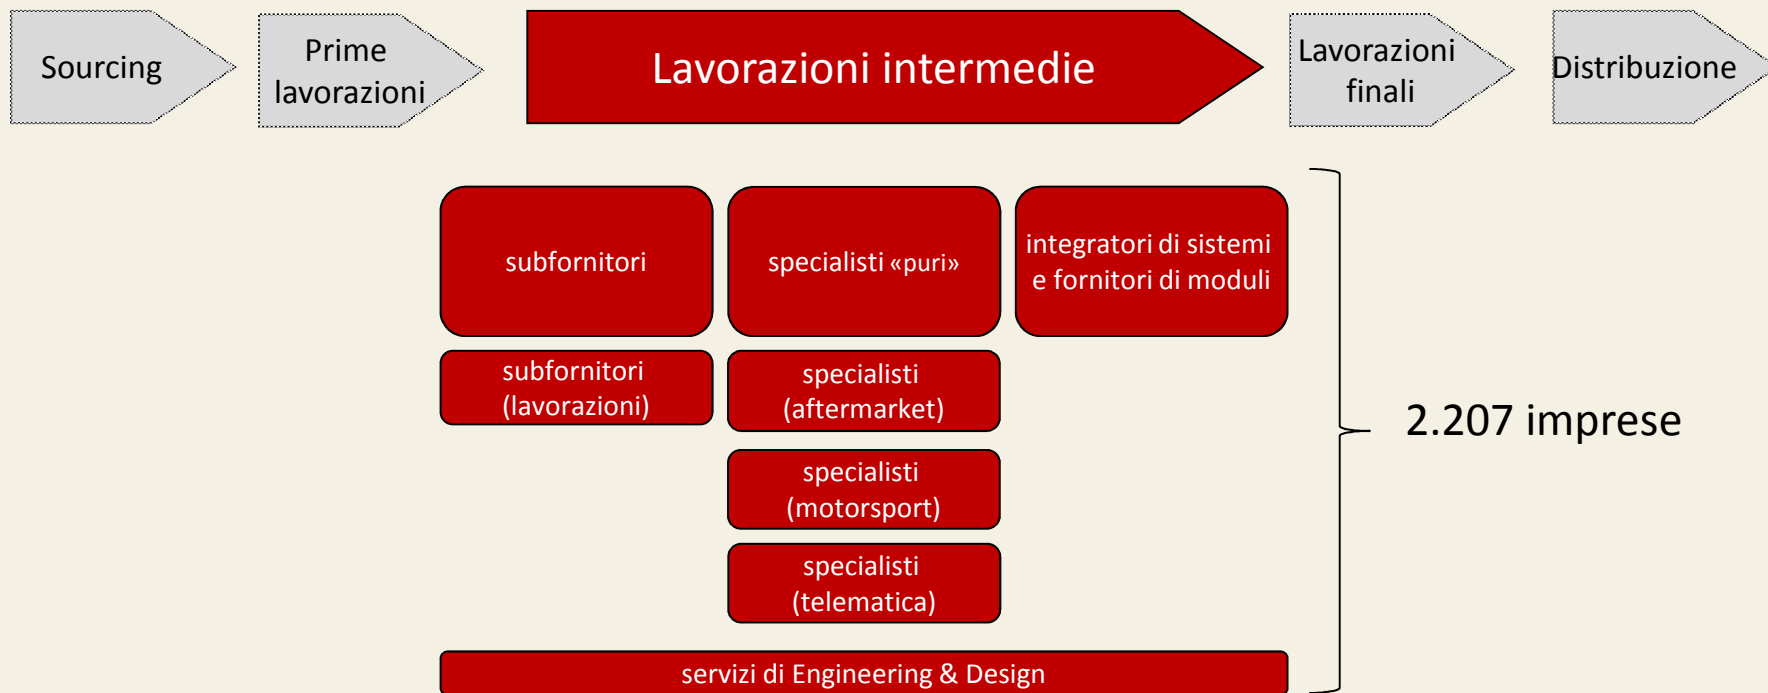 Sourcing
Prime
lavorazioni
Lavorazioni intermedie
Lavorazioni
finali
Distribuzione
subfornitori
specialisti «puri»
integratori di sistemi
e fornitori di moduli
subfornitori
(lavorazioni)
specialisti
(aftermarket)
specialisti
(motorsport)
specialisti
(telematica)
servizi di Engineering & Design
2.207 imprese